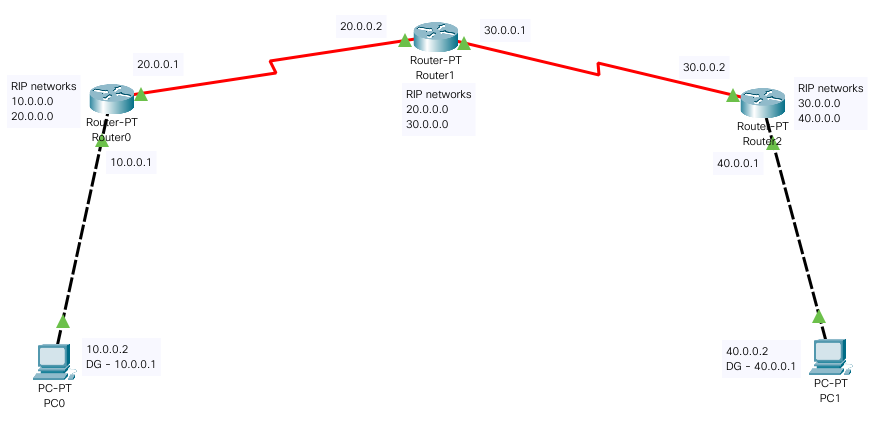 20.0.0.2
30.0.0.1
Router-PT
Router1
RIP networks
20.0.0.0
30.0.0.0
20.0.0.1
RIP networks
10.0.0.0
20.0.0.0
Router-PT
Router0
10.0.0.1
30.0.0.2
RIP networks
30.0.0.0
40.0.0.0
Router-PT
Router2
40.0.0.1
10.0.0.2
DG - 10.0.0.1
PC-PT
PC0
40.0.0.2
DG - 40.0.0.1
PC-PT
PC1